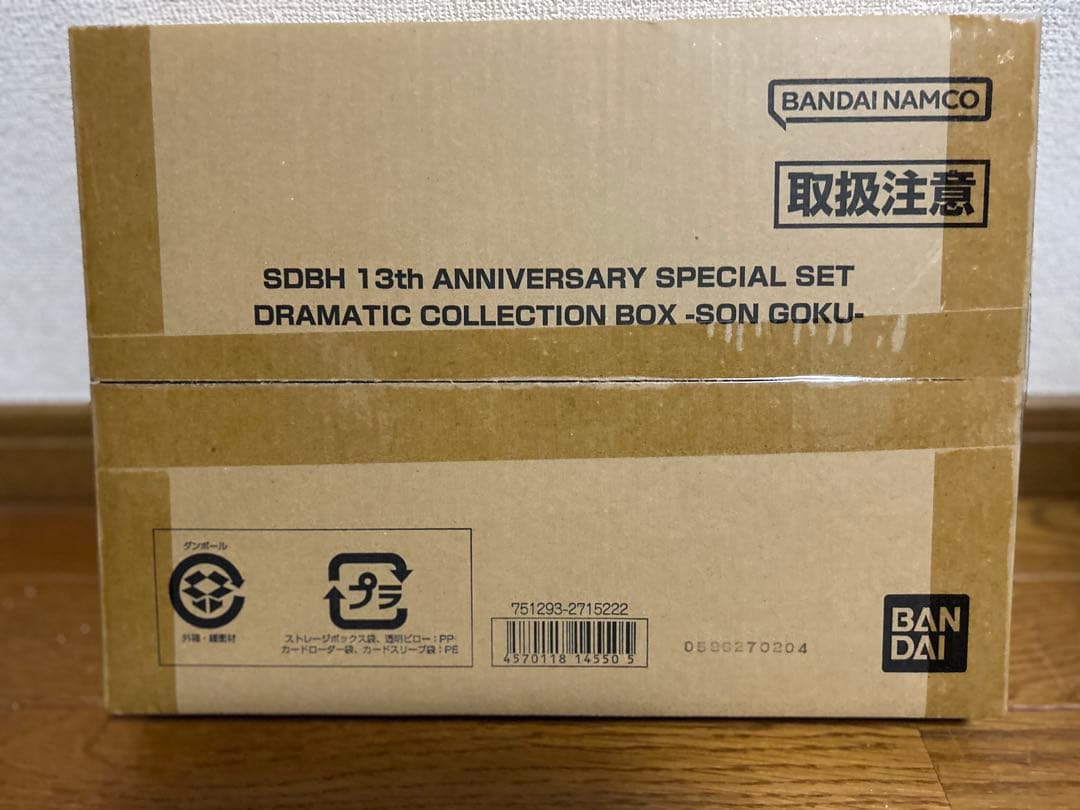 BANDAI NAMCO
取扱注意
SDBH 13th ANNIVERSARY SPECIAL SET
DRAMATIC COLLECTION BOX -SON GOKU-
ダンボール
外箱・緩衝材
プラ
ストレージボックス袋、透明ピロー:PP
カードローダー袋、カードスリーブ袋:PE
751293-2715222
4570118 14550 5
0596270204
BAN
DAI